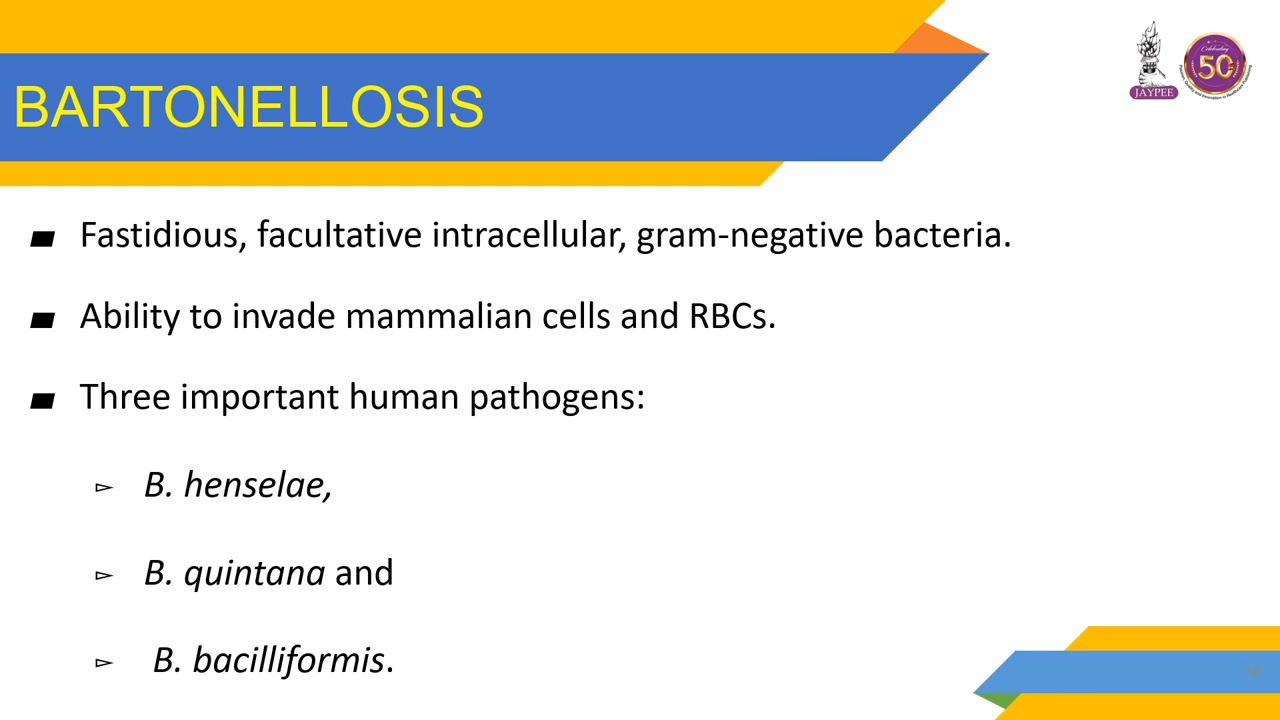 BARTONELLOSIS
JAYPEE
Celebrating
50
Fastidious, facultative intracellular, gram-negative bacteria.
Ability to invade mammalian cells and RBCs.
Three important human pathogens:
B. henselae,
B. quintana and
B. bacilliformis.